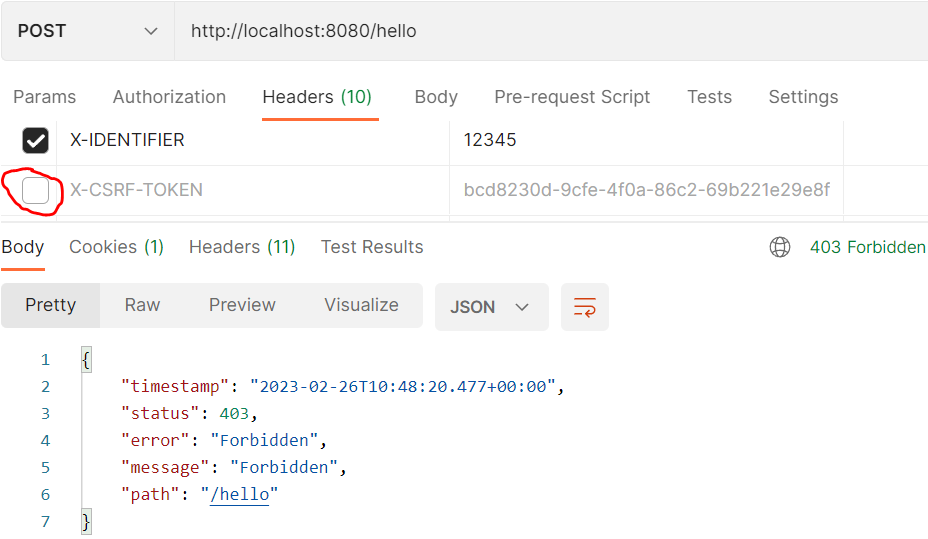 POST http://localhost:8080/hello
Params Authorization Headers (10) Body Pre-request Script Tests Settings
X-IDENTIFIER 12345
X-CSRF-TOKEN bcd8230d-9cfe-4f0a-86c2-69b221e29e8f
Body Cookies (1) Headers (11) Test Results 403 Forbidden
Pretty Raw Preview Visualize JSON
1 {
2 "timestamp": "2023-02-26T10:48:20.477+00:00",
3 "status": 403,
4 "error": "Forbidden",
5 "message": "Forbidden",
6 "path": "/hello"
7 }